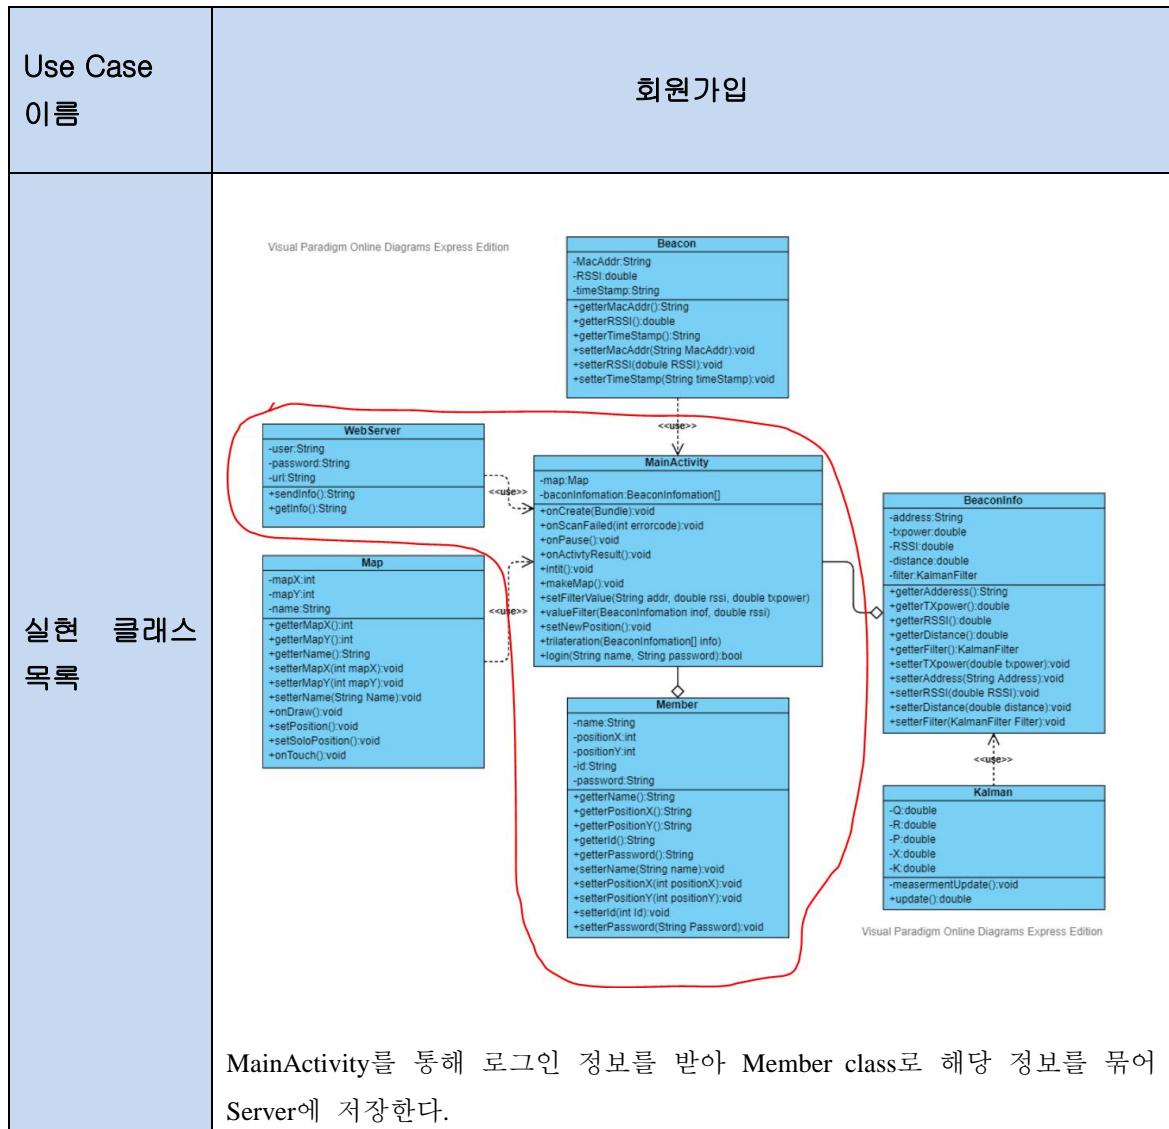 Use Case
이름
회원가입
실현 클래스
목록
Visual Paradigm Online Diagrams Express Edition
Beacon
-MacAddr:String
-RSSI:double
-timeStamp:String
+getterMacAddr():String
+getterRSSI():double
+getterTimeStamp():String
+setterMacAddr(String MacAddr):void
+setterRSSI(dobule RSSI):void
+setterTimeStamp(String timeStamp):void
<<use>>
WebServer
-user:String
-password:String
-url:String
+sendInfo():String
+getInfo():String
<<use>>
MainActivity
-map:Map
-baconInfomation:BeaconInfomation[]
+onCreate(Bundle):void
+onScanFailed(int errorcode):void
+onPause():void
+onActivtyResult():void
+intit():void
+makeMap():void
+setFilterValue(String addr, double rssi, double txpower)
+valueFilter(BeaconInfomation inof, double rssi)
+setNewPosition():void
+trilateration(BeaconInfomation[] info)
+login(String name, String password):bool
Map
-mapX:int
-mapY:int
-name:String
+getterMapX():int
+getterMapY():int
+getterName():String
+setterMapX(int mapX):void
+setterMapY(int mapY):void
+setterName(String Name):void
+onDraw():void
+setPosition():void
+setSoloPosition():void
+onTouch():void
<<use>>
BeaconInfo
-address:String
-txpower:double
-RSSI:double
-distance:double
-filter:KalmanFilter
+getterAdderess():String
+getterTXpower():double
+getterRSSI():double
+getterDistance():double
+getterFilter():KalmanFilter
+setterTXpower(double txpower):void
+setterAddress(String Address):void
+setterRSSI(double RSSI):void
+setterDistance(double distance):void
+setterFilter(KalmanFilter Filter):void
<<use>>
Member
-name:String
-positionX:int
-positionY:int
-id:String
-password:String
+getterName():String
+getterPositionX():String
+getterPositionY():String
+getterId():String
+getterPassword():String
+setterName(String name):void
+setterPositionX(int positionX):void
+setterPositionY(int positionY):void
+setterId(int Id):void
+setterPassword(String Password):void
Kalman
-Q:double
-R:double
-P:double
-X:double
-K:double
-measermentUpdate():void
+update():double
Visual Paradigm Online Diagrams Express Edition
MainActivity를 통해 로그인 정보를 받아 Member class로 해당 정보를 묶어
Server에 저장한다.